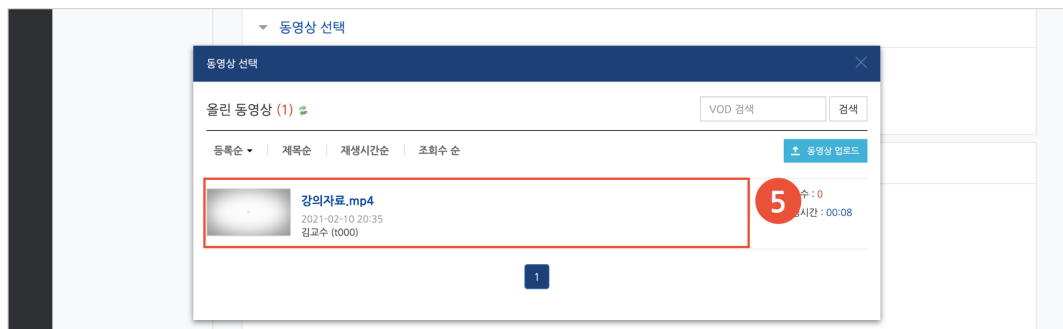 동영상 선택
동영상 선택
올린 동영상 (1)
VOD 검색
검색
등록순
제목순
재생시간순
조회수 순
동영상 업로드
강의자료.mp4
2021-02-10 20:35
김교수 (t000)
5
수 : 0
시간 : 00:08
1